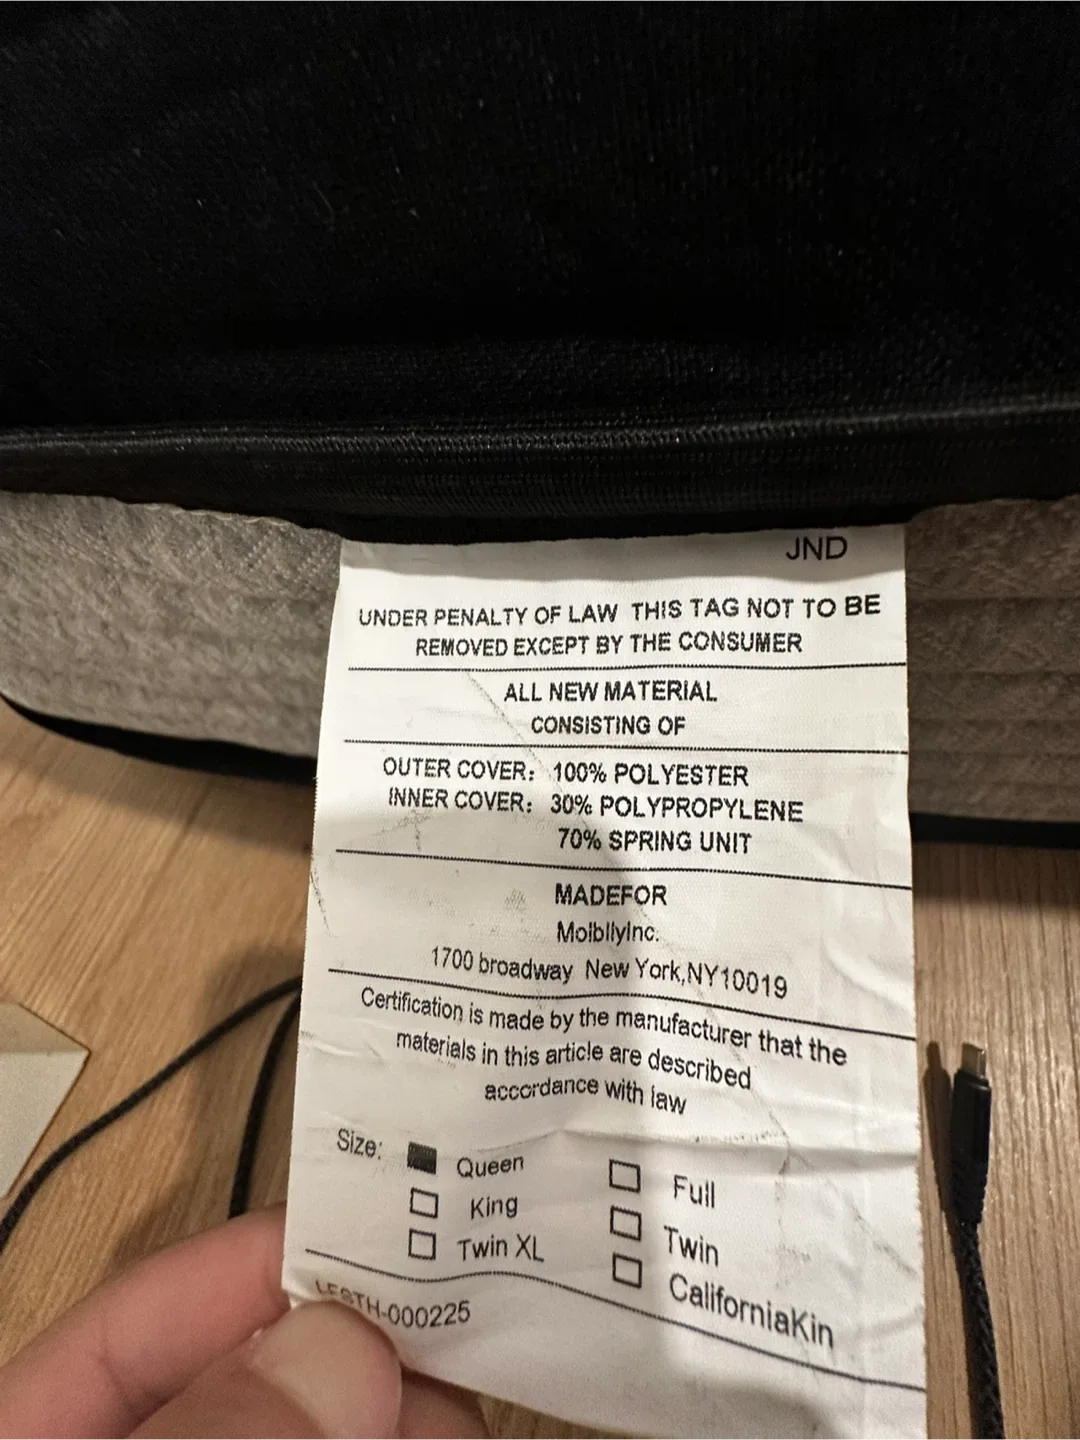 JND
UNDER PENALTY OF LAW THIS TAG NOT TO BE
REMOVED EXCEPT BY THE CONSUMER
ALL NEW MATERIAL
CONSISTING OF
OUTER COVER: 100% POLYESTER
INNER COVER: 30% POLYPROPYLENE
70% SPRING UNIT
MADEFOR
MolbllyInc.
1700 broadway New York,NY10019
Certification is made by the manufacturer that the
materials in this article are described
accordance with law
Size: Queen Full
King Twin
Twin XL CaliforniaKin
LFSTH-000225